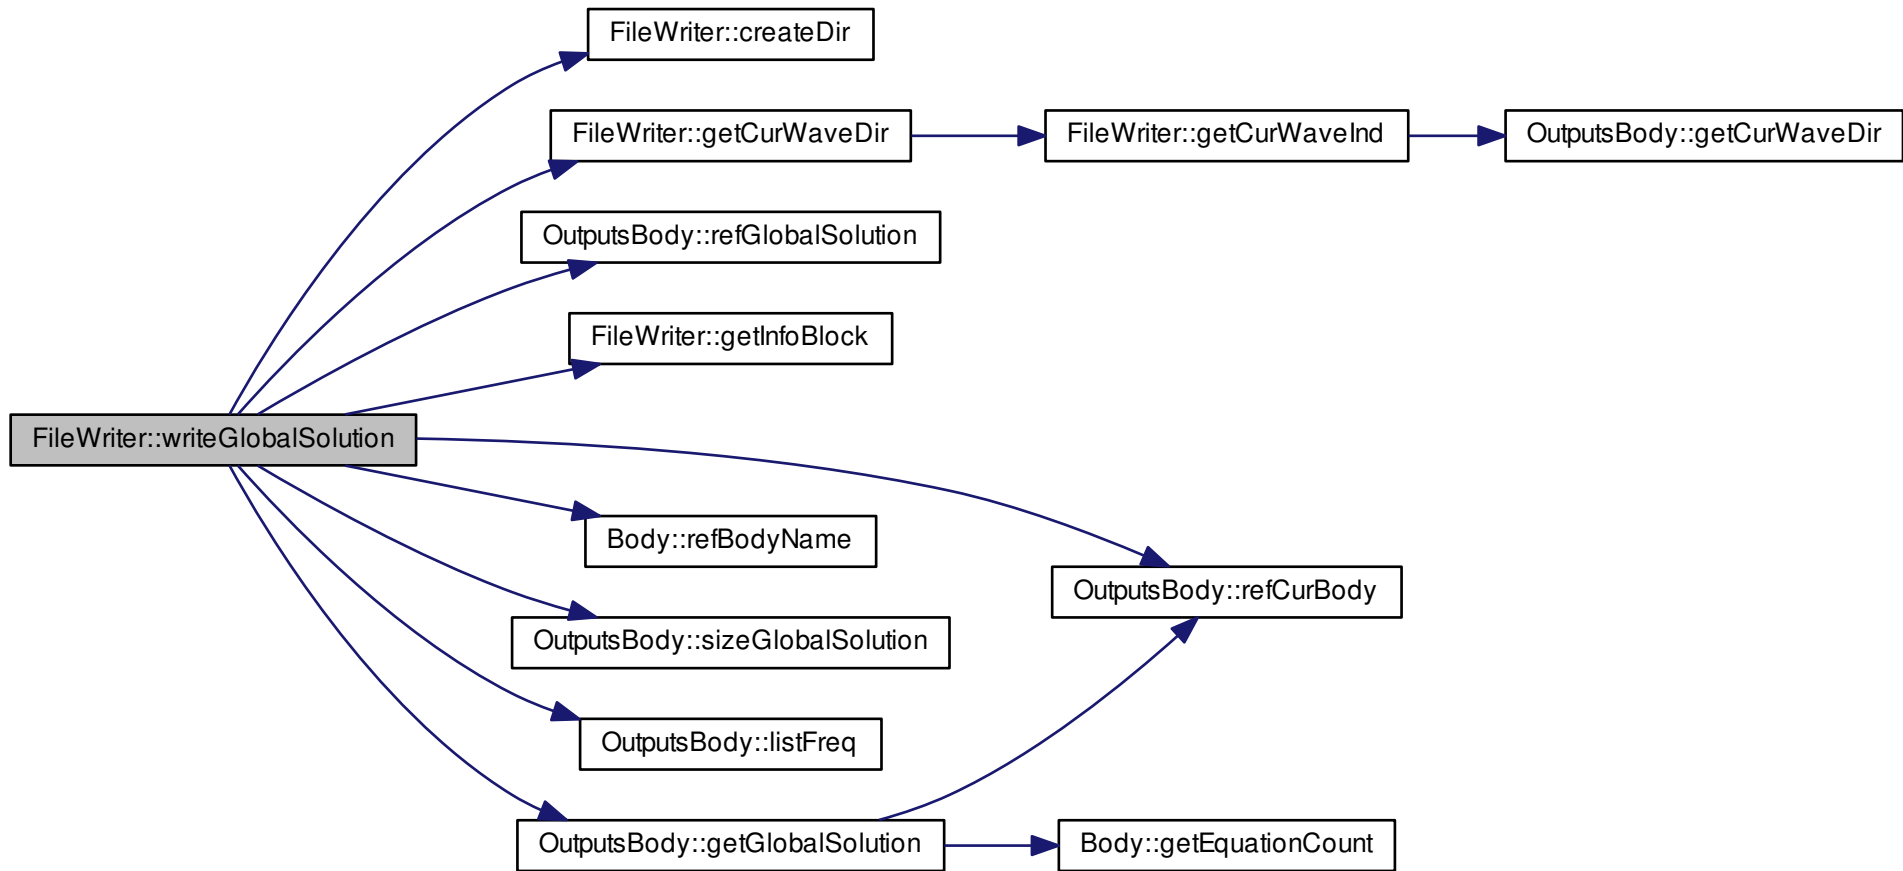 FileWriter::createDir
FileWriter::getCurWaveDir
FileWriter::getCurWaveInd
OutputsBody::getCurWaveDir
OutputsBody::refGlobalSolution
FileWriter::getInfoBlock
FileWriter::writeGlobalSolution
Body::refBodyName
OutputsBody::refCurBody
OutputsBody::sizeGlobalSolution
OutputsBody::listFreq
OutputsBody::getGlobalSolution
Body::getEquationCount